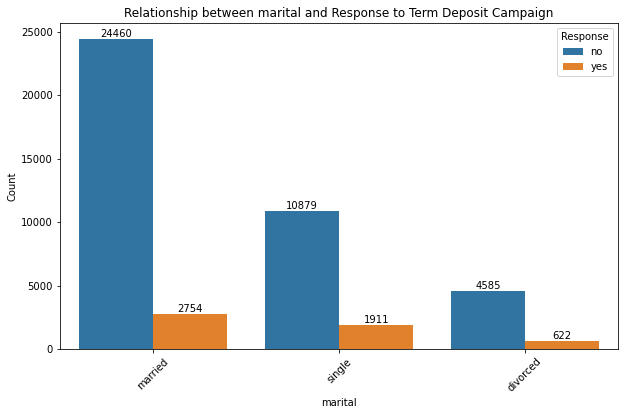 Relationship between marital and Response to Term Deposit Campaign
Response
no
yes
Count
25000
20000
15000
10000
5000
0
24460
2754
10879
1911
4585
622
married
single
divorced
marital